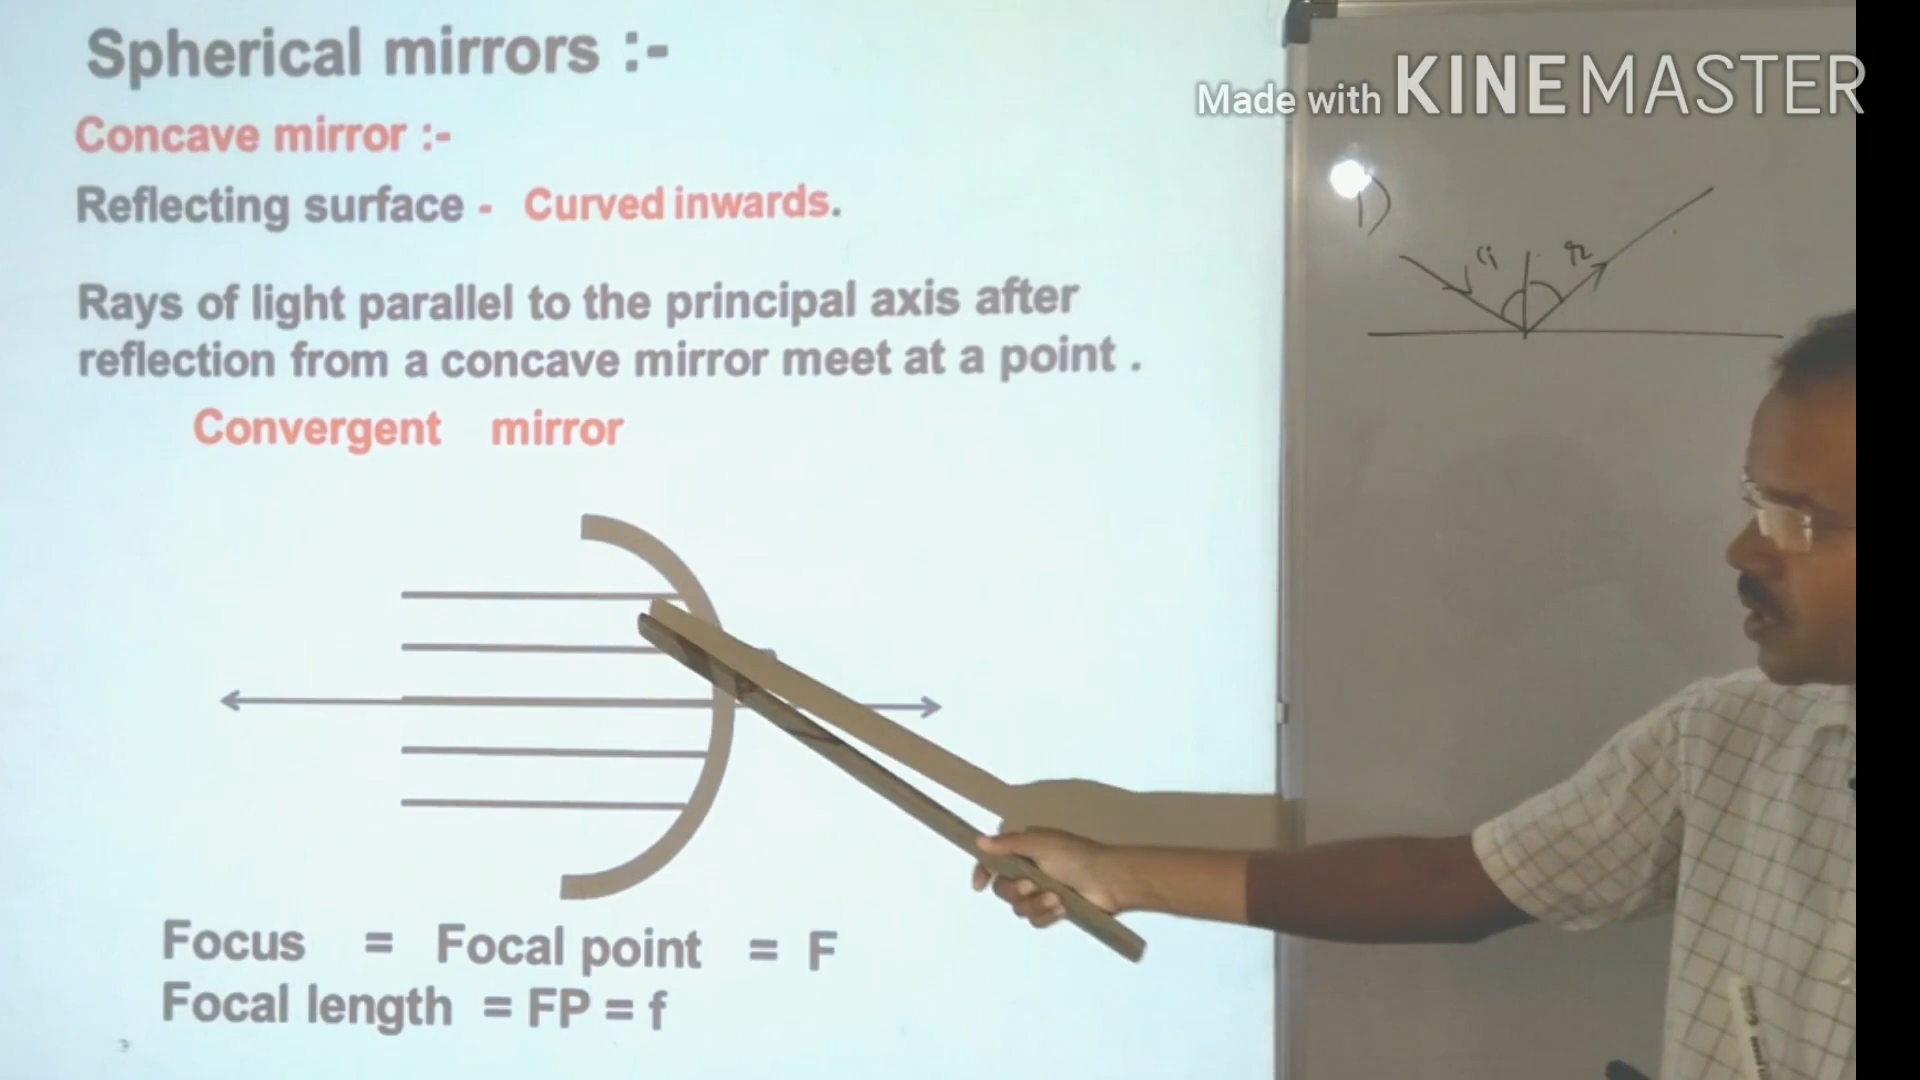 Spherical mirrors :-
Concave mirror :-
Reflecting surface - Curved inwards.
Rays of light parallel to the principal axis after
reflection from a concave mirror meet at a point .
Convergent mirror
Focus = Focal point = F
Focal length = FP = f
Made with KINEMASTER
1)
i r